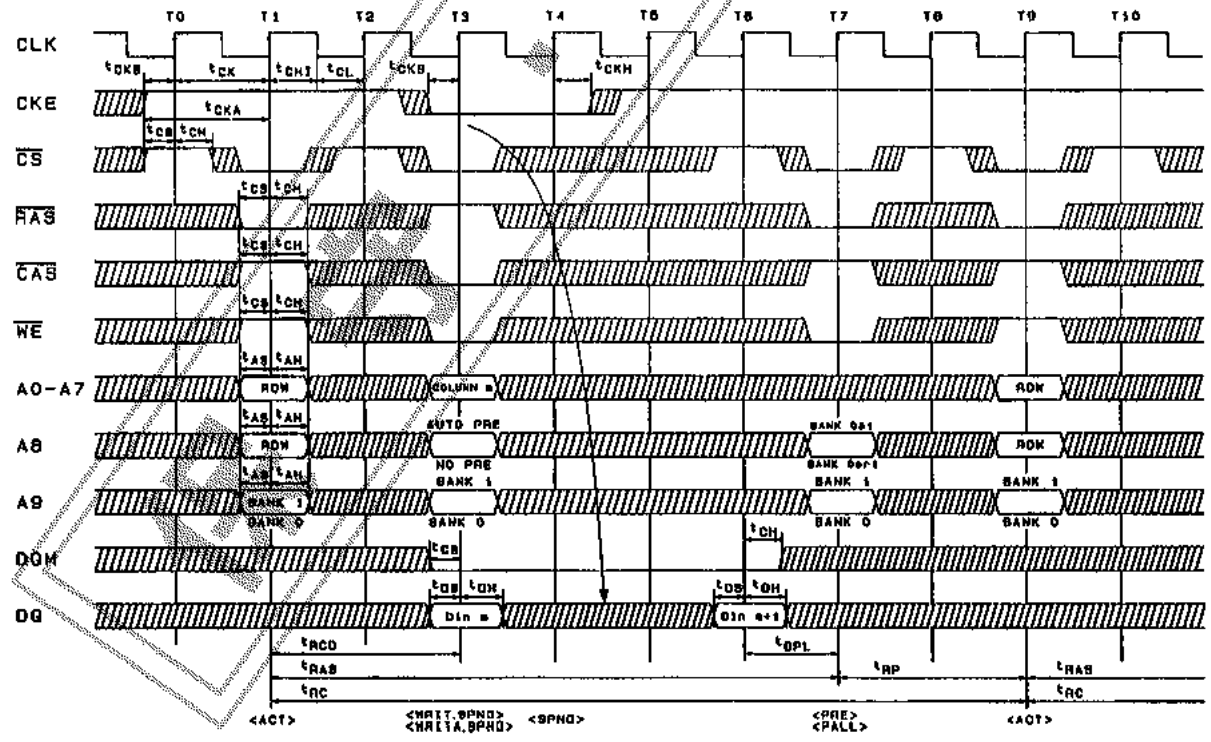 T0 T1 T2 T3 T4 T5 T6 T7 T8 T9 T10
CLK
tCKS tCK tCHI tCL tCKS tCKH
CKE
tCKA
tCS tCH
CS
tCS tCH
RAS
tCS tCH
CAS
tCS tCH
WE
tAS tAH
A0-A7 ROW COLUMN m ROW
tAS tAH AUTO PRE BANK 0&1
A8 ROW ROW
tAS tAH NO PRE BANK 0or1
BANK 1 BANK 1 BANK 1
A9 BANK 1
BANK 0 BANK 0 BANK 0 BANK 0
tCH
DQM tCS
tDS tDH tDS tDH
DQ Din m Din m+1
tRCD tDPL
tRAS tRP tRAS
tRC tRC
<ACT> <WRIT,SPND> <SPND> <PRE> <ACT>
<WRITA,SPND> <PALL>